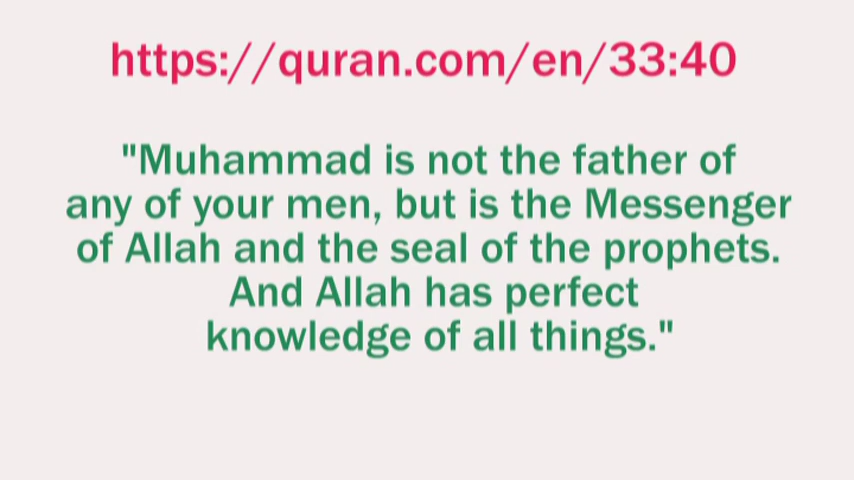 https://quran.com/en/33:40
"Muhammad is not the father of
any of your men, but is the Messenger
of Allah and the seal of the prophets.
And Allah has perfect
knowledge of all things."